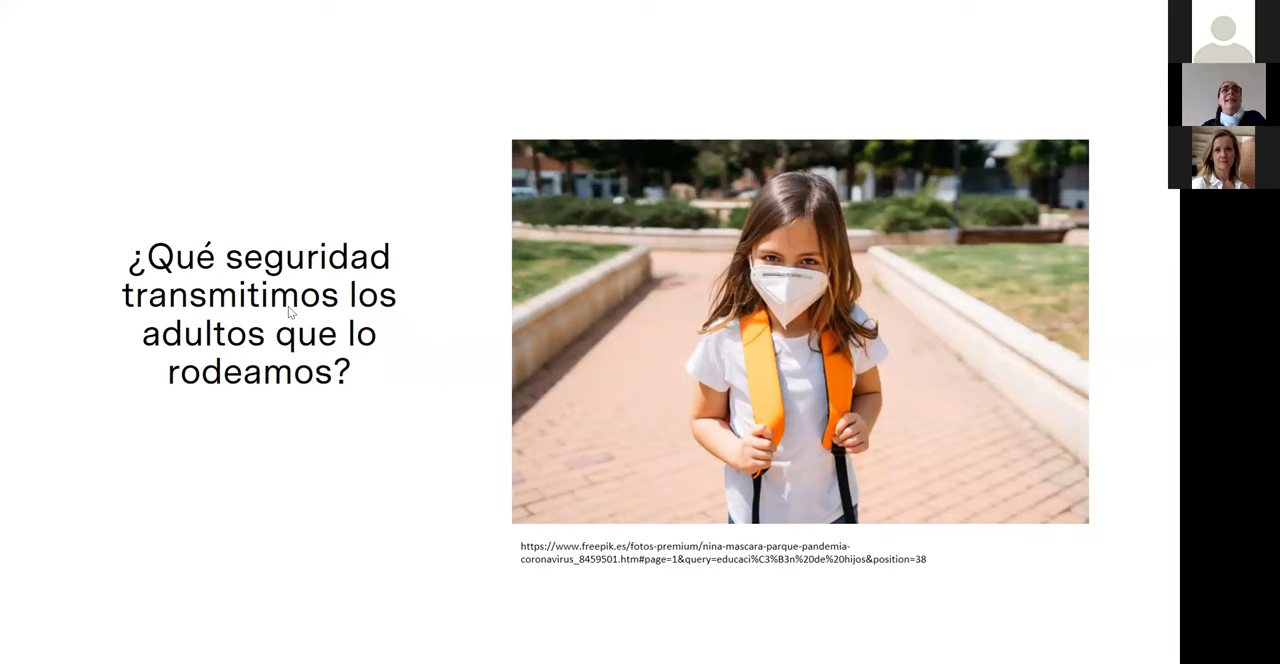 ¿Qué seguridad
transmitimos los
adultos que lo
rodeamos?
https://www.freepik.es/fotos-premium/nina-mascara-parque-pandemia-
coronavirus_8459501.htm#page=1&query=educaci%C3%B3n%20de%20hijos&position=38